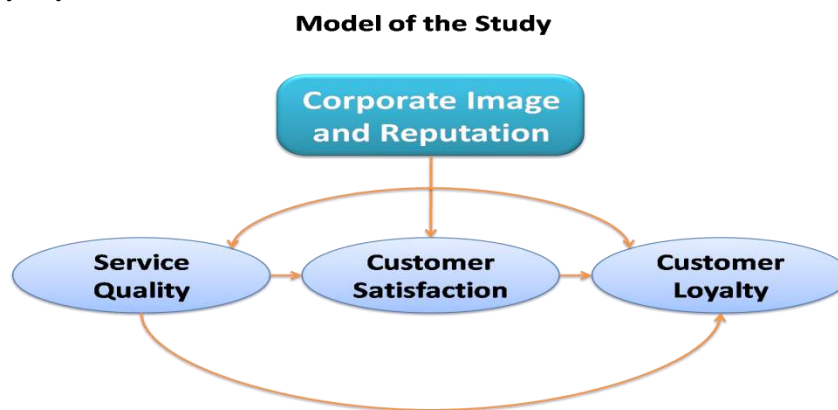 Model of the Study
Corporate Image
and Reputation
Service
Quality
Customer
Satisfaction
Customer
Loyalty